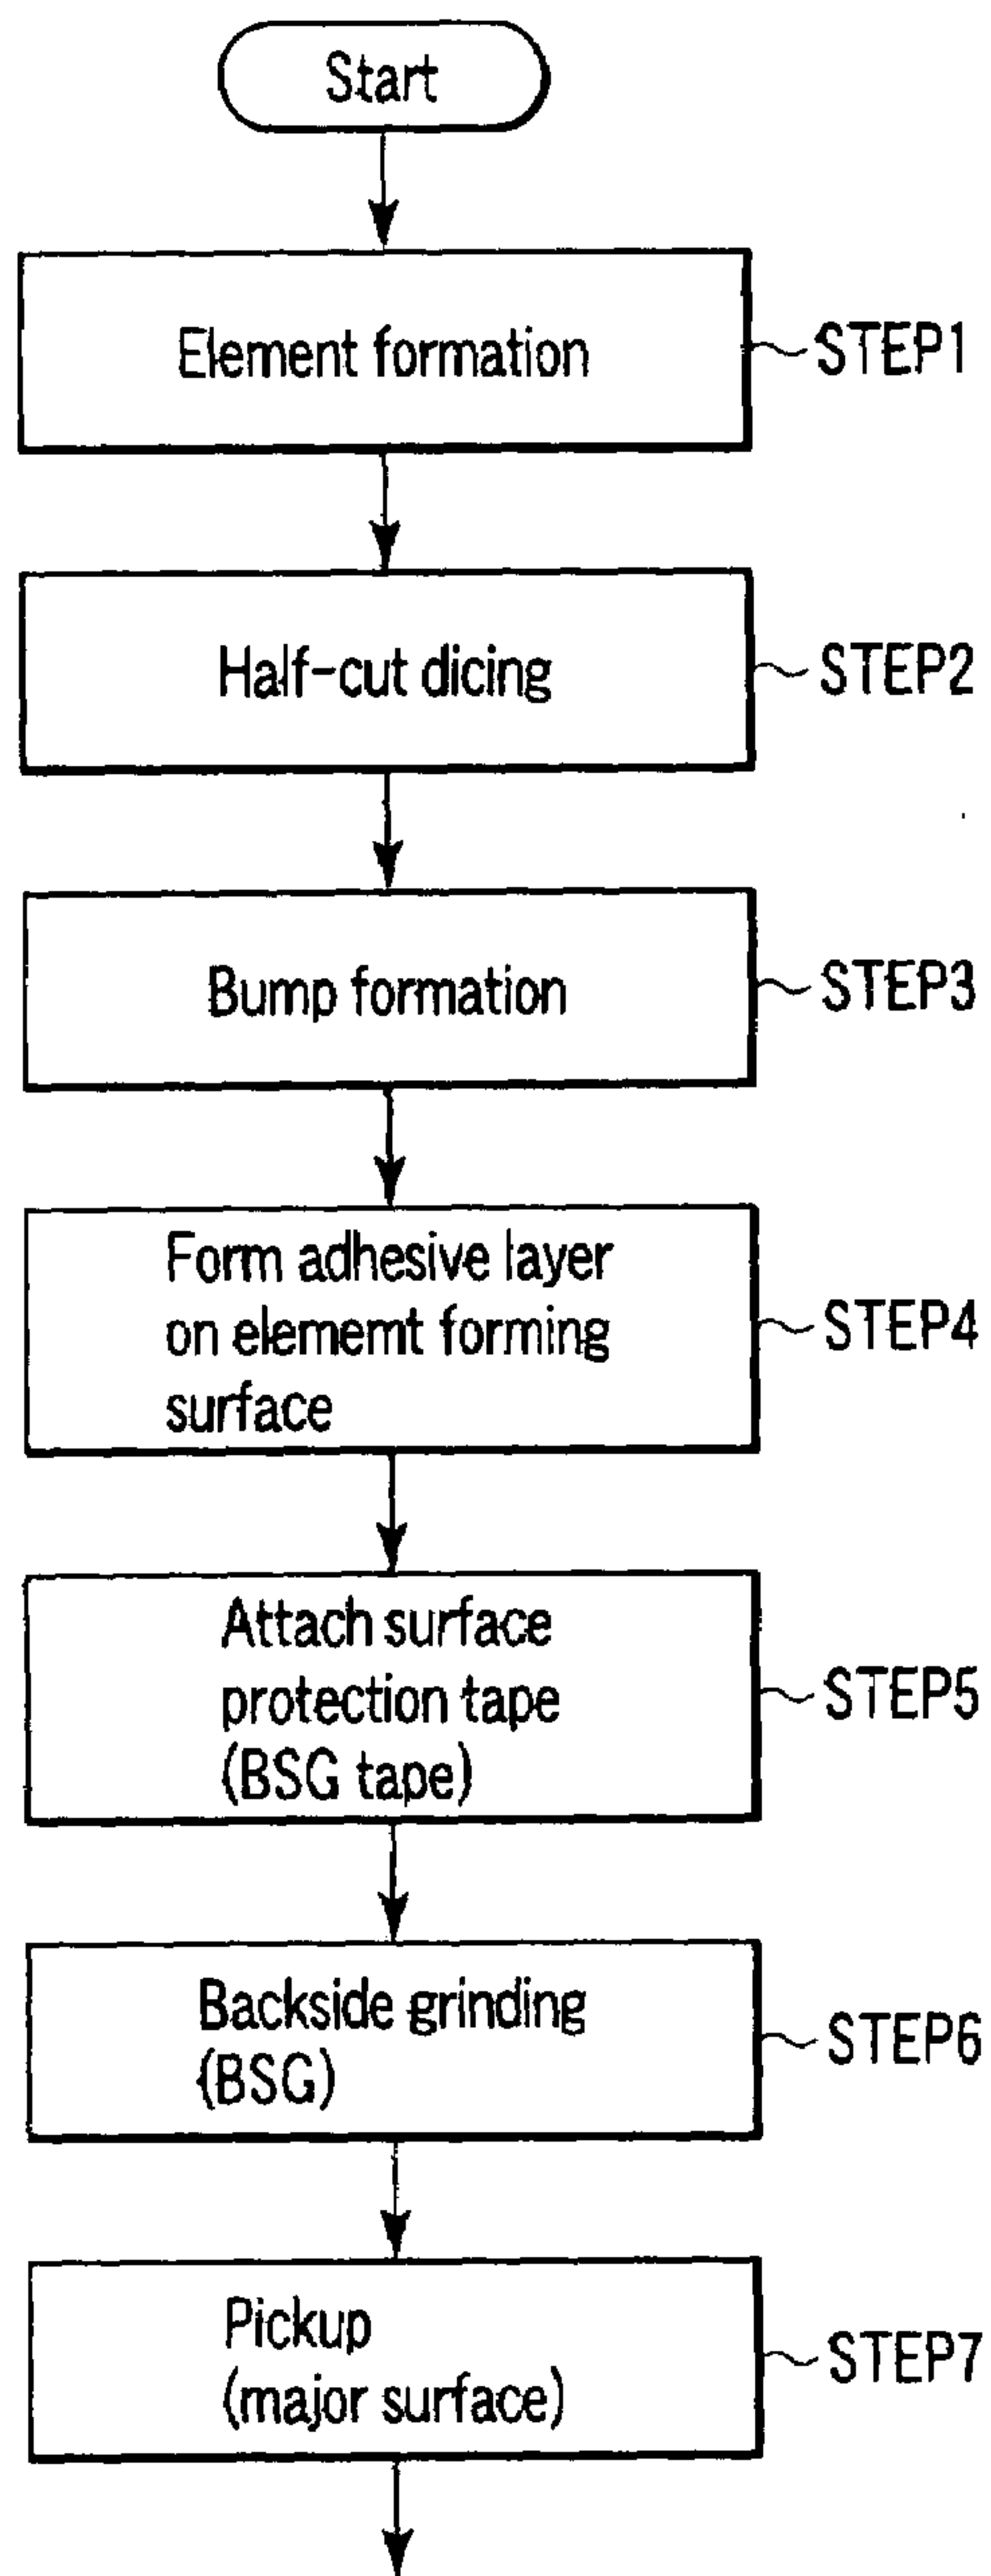 Start
Element formation
STEP1
Half-cut dicing
STEP2
Bump formation
STEP3
Form adhesive layer
on elememt forming
surface
STEP4
Attach surface
protection tape
(BSG tape)
STEP5
Backside grinding
(BSG)
STEP6
Pickup
(major surface)
STEP7